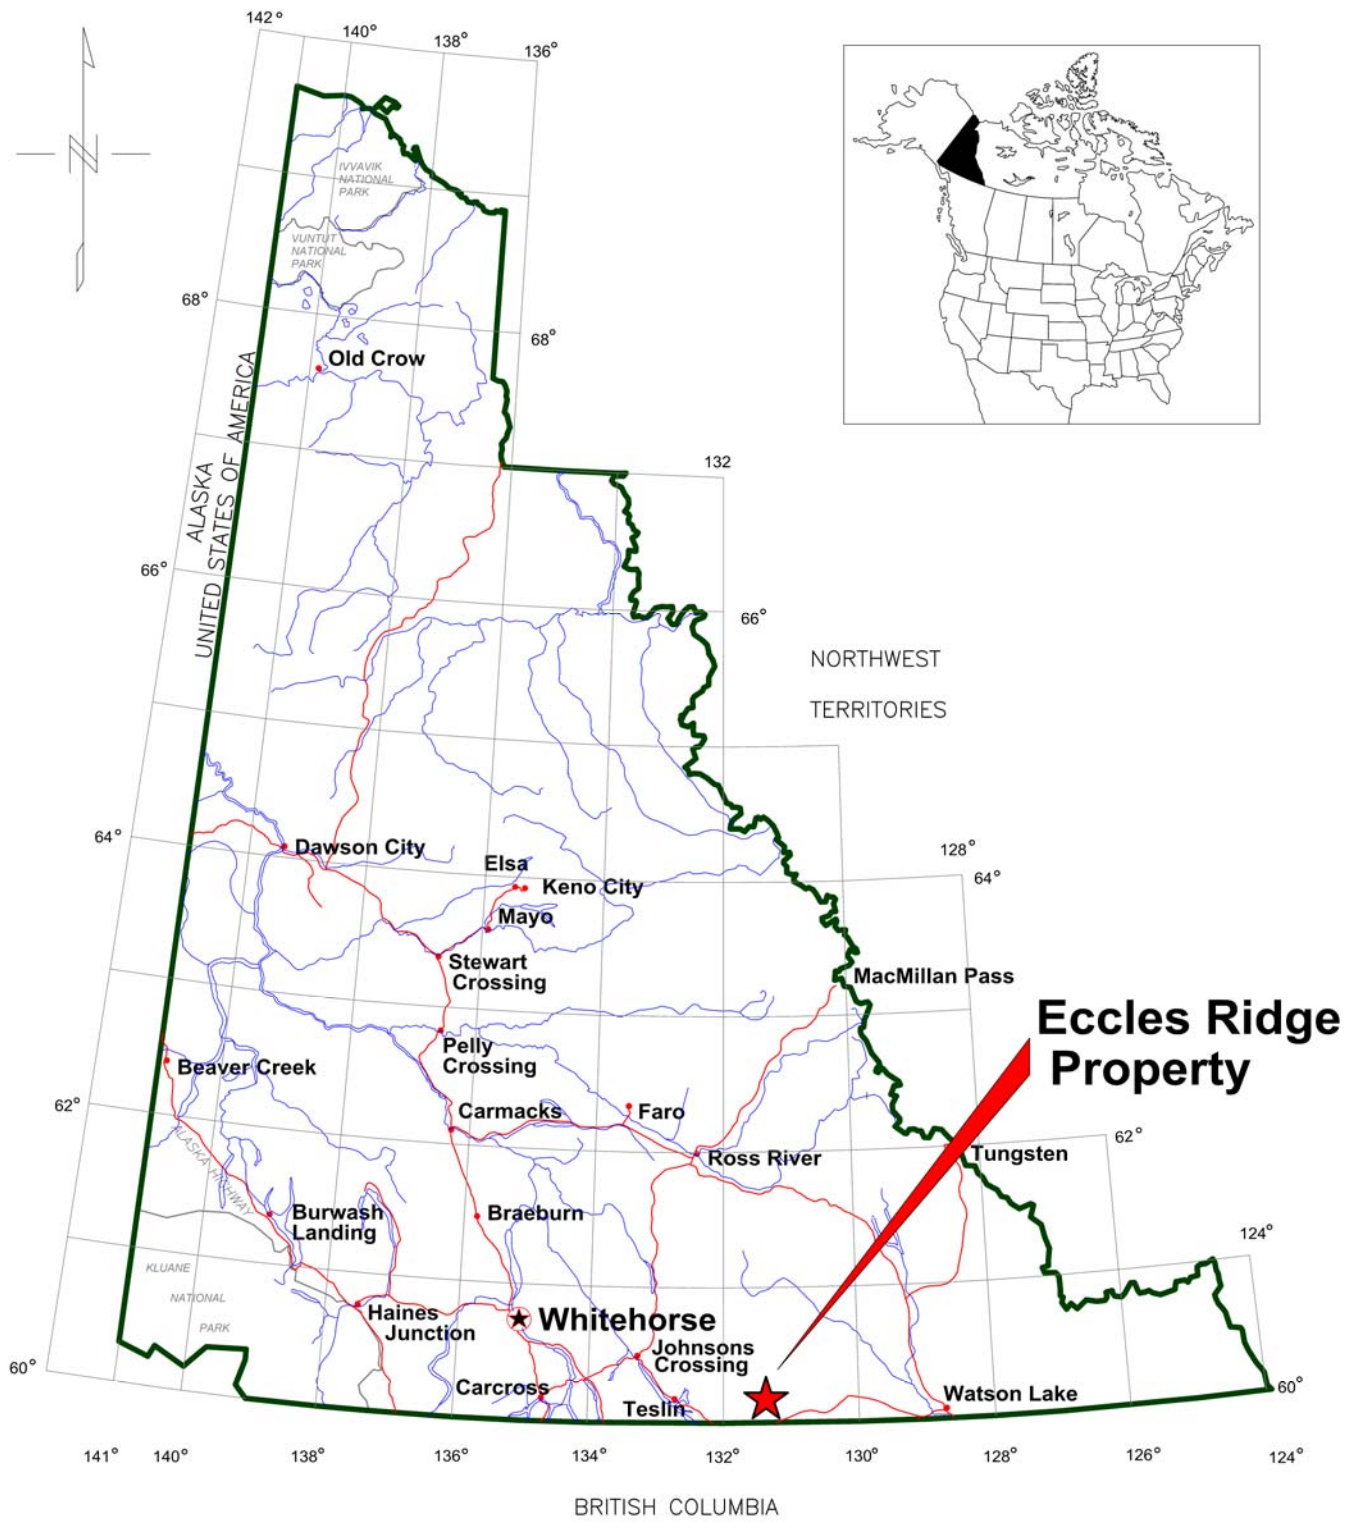 142°
140°
138°
136°
N
IVVAVIK
NATIONAL
PARK
VUNTUT
NATIONAL
PARK
68°
68°
Old Crow
ALASKA
UNITED STATES OF AMERICA
132
66°
66°
NORTHWEST
TERRITORIES
64°
Dawson City
Elsa
Keno City
Mayo
128°
64°
Stewart
Crossing
MacMillan Pass
Eccles Ridge
Property
Pelly
Crossing
Beaver Creek
62°
Carmacks
Faro
62°
ALASKA HIGHWAY
Ross River
Tungsten
Burwash
Landing
Braeburn
124°
KLUANE
NATIONAL
PARK
Haines
Junction
Whitehorse
Johnsons
Crossing
60°
Carcross
Teslin
Watson Lake
60°
141°
140°
138°
136°
134°
132°
130°
128°
126°
124°
BRITISH COLUMBIA